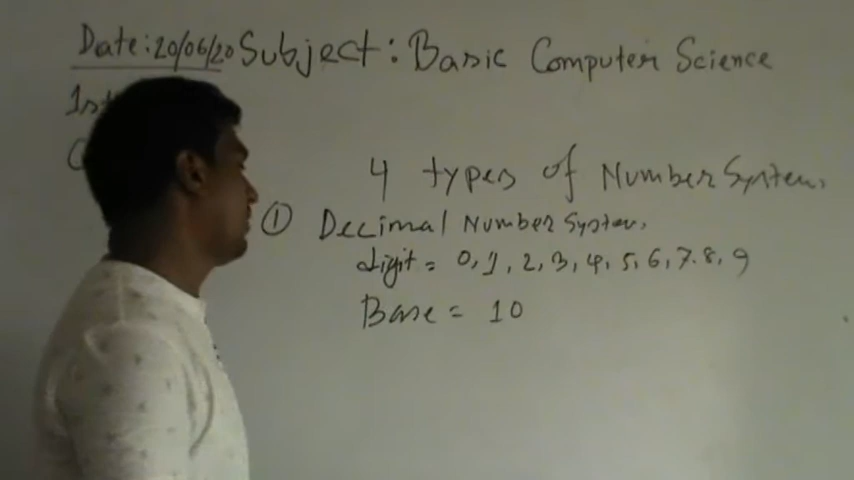 Date: 20/06/20 Subject: Basic Computer Science
1st
4 types of Number System.
① Decimal Number System.
digit = 0, 1, 2, 3, 4, 5, 6, 7. 8, 9
Base = 10